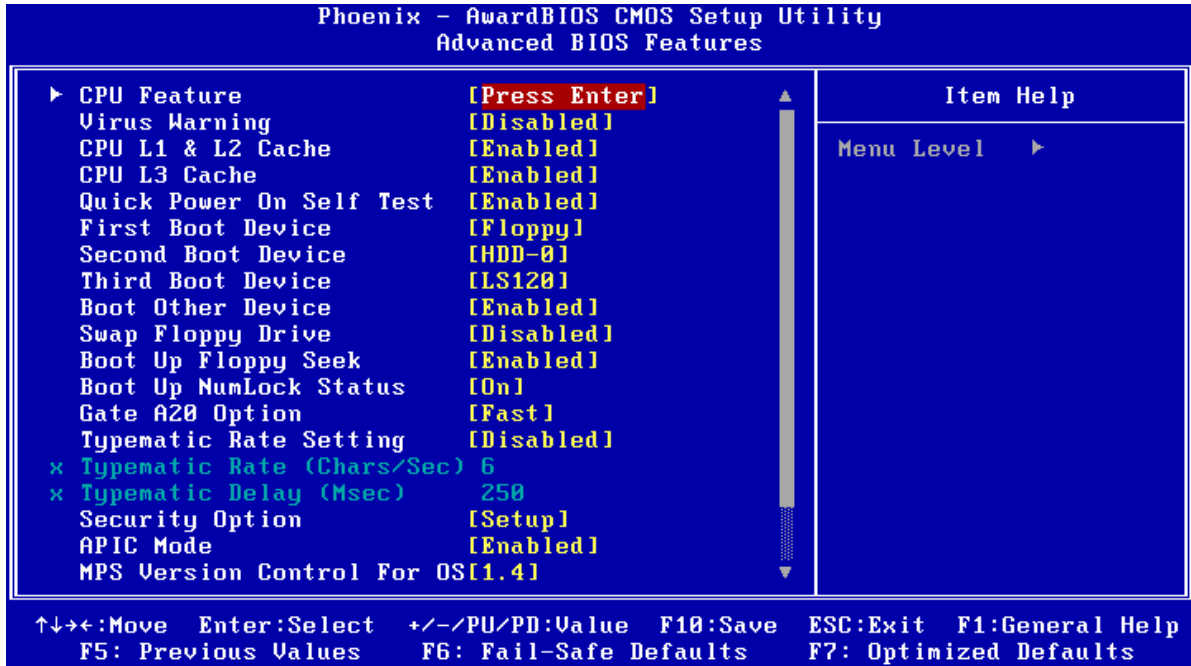 Phoenix - AwardBIOS CMOS Setup Utility
Advanced BIOS Features
► CPU Feature [Press Enter]
Virus Warning [Disabled]
CPU L1 & L2 Cache [Enabled]
CPU L3 Cache [Enabled]
Quick Power On Self Test [Enabled]
First Boot Device [Floppy]
Second Boot Device [HDD-0]
Third Boot Device [LS120]
Boot Other Device [Enabled]
Swap Floppy Drive [Disabled]
Boot Up Floppy Seek [Enabled]
Boot Up NumLock Status [On]
Gate A20 Option [Fast]
Typematic Rate Setting [Disabled]
x Typematic Rate (Chars/Sec) 6
x Typematic Delay (Msec) 250
Security Option [Setup]
APIC Mode [Enabled]
MPS Version Control For OS[1.4]
Item Help
Menu Level ►
↑↓→←:Move Enter:Select +/-/PU/PD:Value F10:Save ESC:Exit F1:General Help
F5: Previous Values F6: Fail-Safe Defaults F7: Optimized Defaults